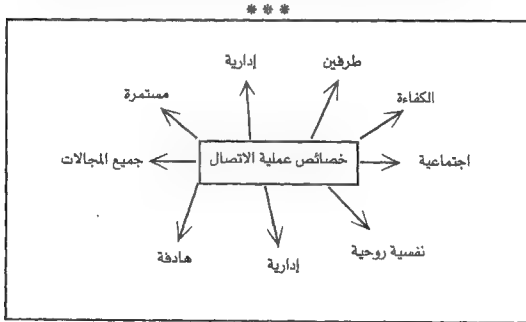 ***
طرفين
إدارية
الكفاءة
مستمرة
خصائص عملية الاتصال
اجتماعية
جميع المجالات
نفسية روحية
هادفة
إدارية